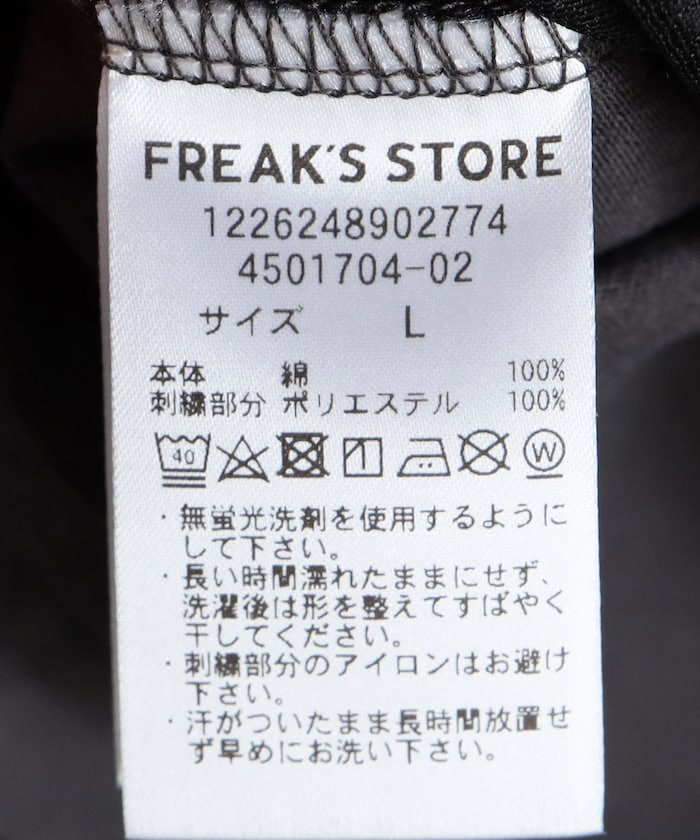 FREAK'S STORE
1226248902774
4501704-02
サイズ L
本体 綿 100%
刺繍部分 ポリエステル 100%
40 W
・無蛍光洗剤を使用するように
して下さい。
・長い時間濡れたままにせず、
洗濯後は形を整えてすばやく
干してください。
・刺繍部分のアイロンはお避け
下さい。
・汗がついたまま長時間放置せ
ず早めにお洗い下さい。